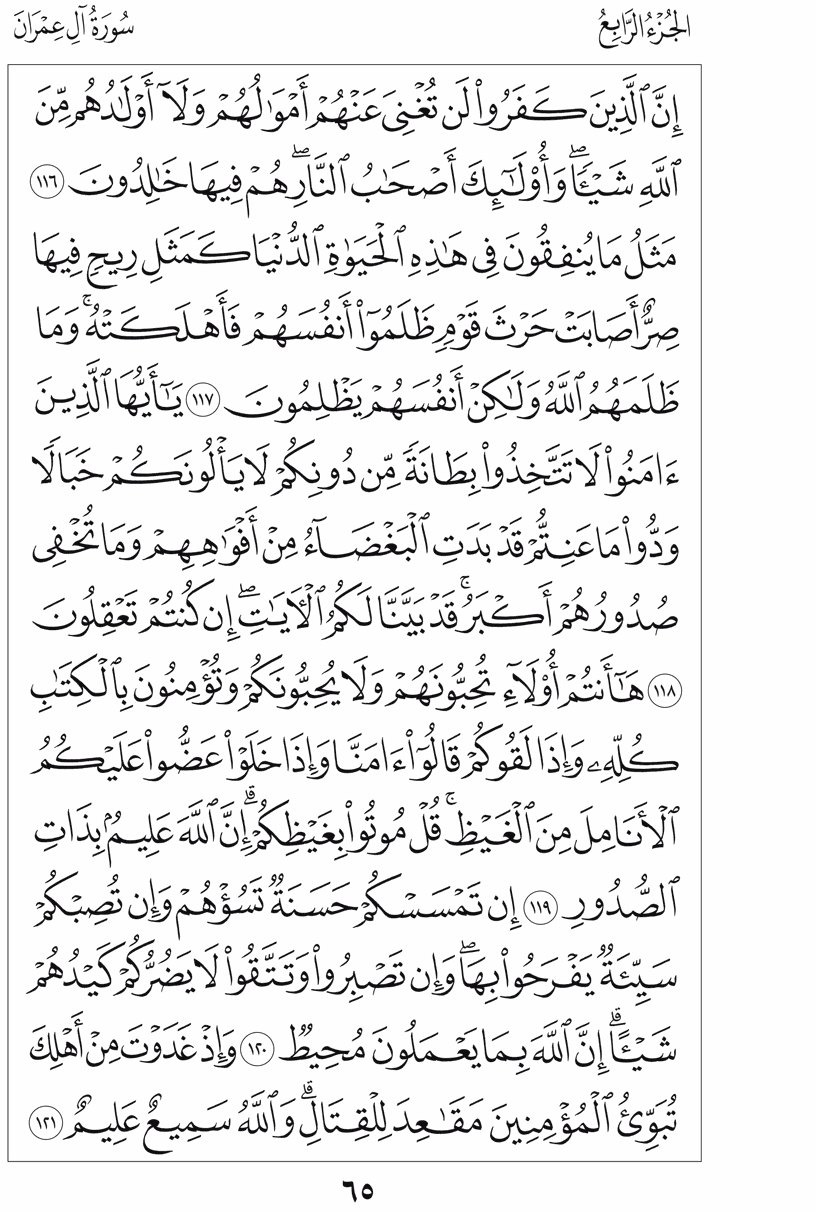 الجُزْءُ الرَّابِعُ
سُورَةُ آلِ عِمْرَانَ
إِنَّ ٱلَّذِينَ كَفَرُوا۟ لَن تُغْنِىَ عَنْهُمْ أَمْوَٰلُهُمْ وَلَآ أَوْلَـٰدُهُم مِّنَ
ٱللَّهِ شَيْـًٔا ۖ وَأُو۟لَـٰٓئِكَ أَصْحَـٰبُ ٱلنَّارِ ۖ هُمْ فِيهَا خَـٰلِدُونَ ١١٦
مَثَلُ مَا يُنفِقُونَ فِى هَـٰذِهِ ٱلْحَيَوٰةِ ٱلدُّنْيَا كَمَثَلِ رِيحٍ فِيهَا
صِرٌّ أَصَابَتْ حَرْثَ قَوْمٍ ظَلَمُوٓا۟ أَنفُسَهُمْ فَأَهْلَكَتْهُ ۚ وَمَا
ظَلَمَهُمُ ٱللَّهُ وَلَـٰكِنْ أَنفُسَهُمْ يَظْلِمُونَ ١١٧ يَـٰٓأَيُّهَا ٱلَّذِينَ
ءَامَنُوا۟ لَا تَتَّخِذُوا۟ بِطَانَةً مِّن دُونِكُمْ لَا يَأْلُونَكُمْ خَبَالًا
وَدُّوا۟ مَا عَنِتُّمْ قَدْ بَدَتِ ٱلْبَغْضَآءُ مِنْ أَفْوَٰهِهِمْ وَمَا تُخْفِى
صُدُورُهُمْ أَكْبَرُ ۚ قَدْ بَيَّنَّا لَكُمُ ٱلْـَٔايَـٰتِ ۖ إِن كُنتُمْ تَعْقِلُونَ
١١٨ هَـٰٓأَنتُمْ أُو۟لَآءِ تُحِبُّونَهُمْ وَلَا يُحِبُّونَكُمْ وَتُؤْمِنُونَ بِٱلْكِتَـٰبِ
كُلِّهِۦ وَإِذَا لَقُوكُمْ قَالُوٓا۟ ءَامَنَّا وَإِذَا خَلَوْا۟ عَضُّوا۟ عَلَيْكُمُ
ٱلْأَنَامِلَ مِنَ ٱلْغَيْظِ ۚ قُلْ مُوتُوا۟ بِغَيْظِكُمْ ۗ إِنَّ ٱللَّهَ عَلِيمٌۢ بِذَاتِ
ٱلصُّدُورِ ١١٩ إِن تَمْسَسْكُمْ حَسَنَةٌ تَسُؤْهُمْ وَإِن تُصِبْكُمْ
سَيِّئَةٌ يَفْرَحُوا۟ بِهَا ۖ وَإِن تَصْبِرُوا۟ وَتَتَّقُوا۟ لَا يَضُرُّكُمْ كَيْدُهُمْ
شَيْـًٔا ۗ إِنَّ ٱللَّهَ بِمَا يَعْمَلُونَ مُحِيطٌ ١٢٠ وَإِذْ غَدَوْتَ مِنْ أَهْلِكَ
تُبَوِّئُ ٱلْمُؤْمِنِينَ مَقَـٰعِدَ لِلْقِتَالِ ۗ وَٱللَّهُ سَمِيعٌ عَلِيمٌ ١٢١
٦٥